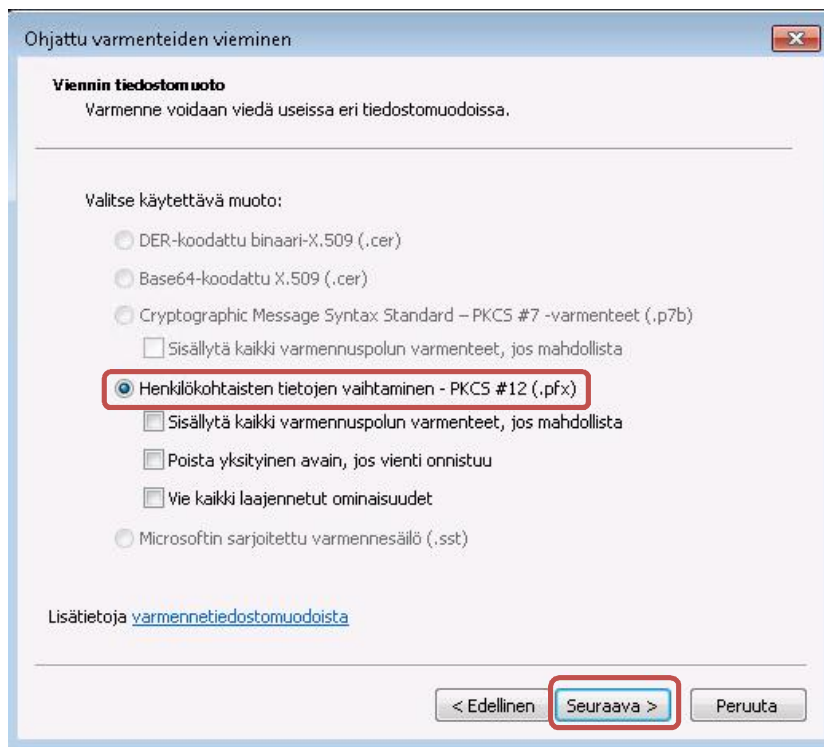 Ohjattu varmenteiden vieminen
Viennin tiedostomuoto
Varmenne voidaan viedä useissa eri tiedostomuodoissa.
Valitse käytettävä muoto:
DER-koodattu binaari-X.509 (.cer)
Base64-koodattu X.509 (.cer)
Cryptographic Message Syntax Standard – PKCS #7 -varmenteet (.p7b)
Sisällytä kaikki varmennuspolun varmenteet, jos mahdollista
Henkilökohtaisten tietojen vaihtaminen - PKCS #12 (.pfx)
Sisällytä kaikki varmennuspolun varmenteet, jos mahdollista
Poista yksityinen avain, jos vienti onnistuu
Vie kaikki laajennetut ominaisuudet
Microsoftin sarjoitettu varmennesäilö (.sst)
Lisätietoja varmennetiedostomuodoista
< Edellinen Seuraava > Peruuta